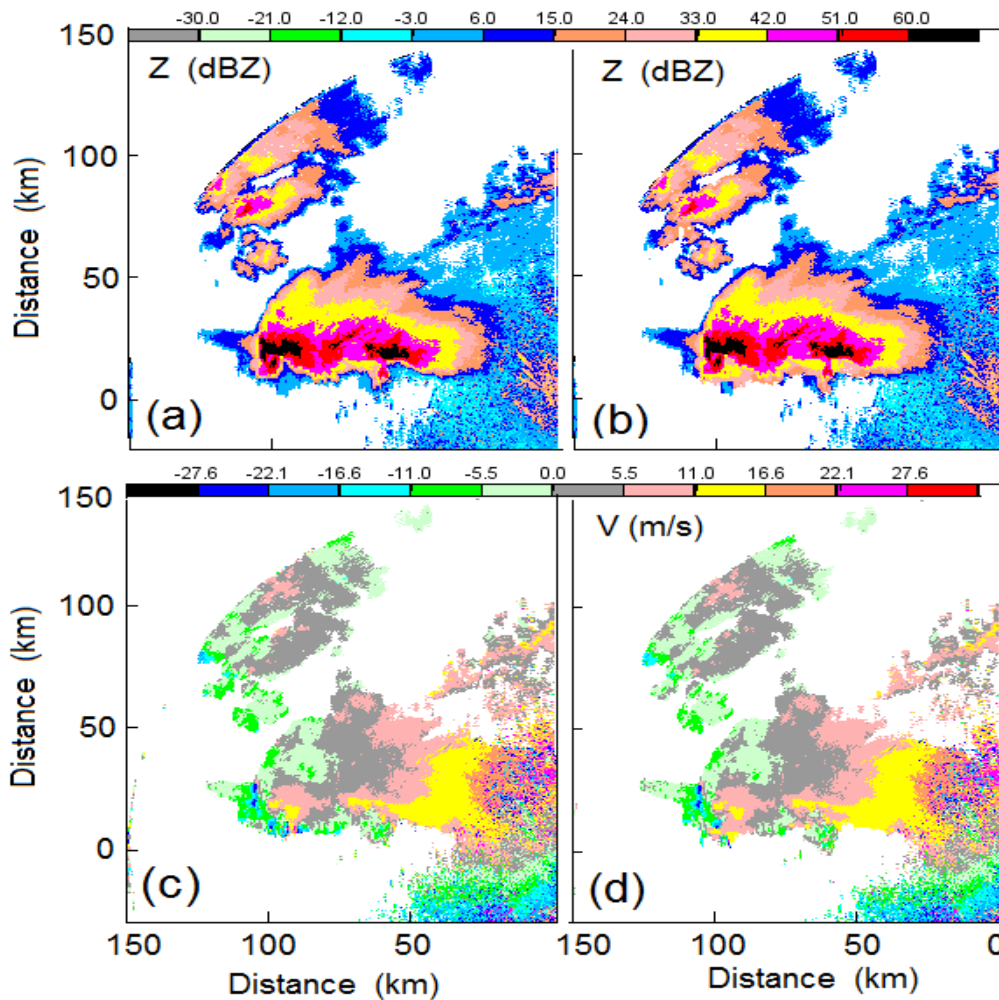 150
-30.0 -21.0 -12.0 -3.0 6.0 15.0 24.0 33.0 42.0 51.0 60.0
Z (dBZ) Z (dBZ)
100
Distance (km)
50
0
(a) (b)
-27.6 -22.1 -16.6 -11.0 -5.5 0.0 5.5 11.0 16.6 22.1 27.6
150
V (m/s)
100
Distance (km)
50
0
(c) (d)
150 100 50 100 50 0
Distance (km) Distance (km)